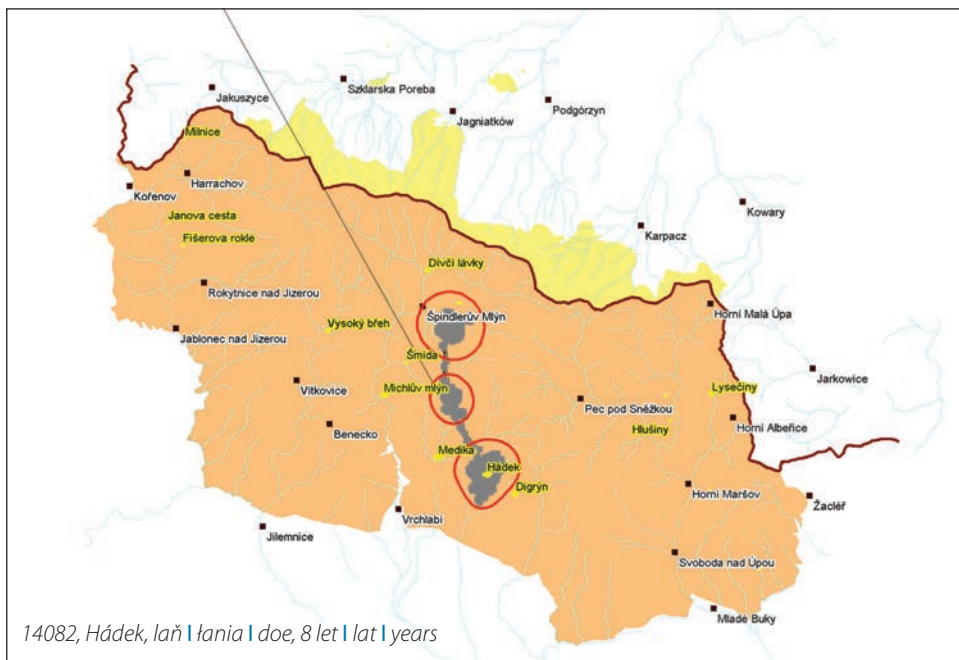 Szklarska Poreba
Jakuszyce
Podgórzyn
Jagniatków
Milnice
Harrachov
Kořenov
Kowary
Janova cesta
Karpacz
Fišerova rokle
Dívčí lávky
Rokytnice nad Jizerou
Horní Malá Úpa
Špindlerův Mlýn
Vysoký břeh
Jablonec nad Jizerou
Šmída
Jarkowice
Vítkovice
Michlův mlýn
Lysečiny
Pec pod Sněžkou
Horní Albeřice
Benecko
Hlušiny
Medika
Hádek
Digrýn
Horní Maršov
Žacléř
Vrchlabí
Jilemnice
Svoboda nad Úpou
Mladé Buky
14082, Hádek, laň I łania I doe, 8 let I lat I years